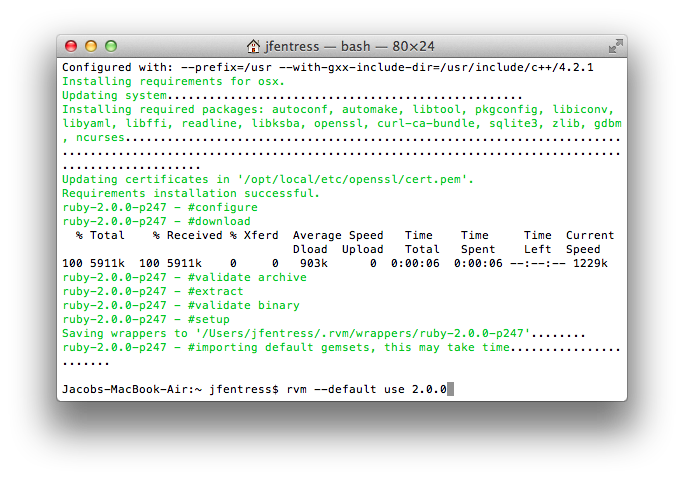 jfentress — bash — 80×24
Configured with: --prefix=/usr --with-gxx-include-dir=/usr/include/c++/4.2.1
Installing requirements for osx.
Updating system....................................................
Installing required packages: autoconf, automake, libtool, pkgconfig, libiconv,
libyaml, libffi, readline, libksba, openssl, curl-ca-bundle, sqlite3, zlib, gdbm
, ncurses.......................................................................
................................................................................
....................
Updating certificates in '/opt/local/etc/openssl/cert.pem'.
Requirements installation successful.
ruby-2.0.0-p247 - #configure
ruby-2.0.0-p247 - #download
  % Total    % Received % Xferd  Average Speed   Time    Time     Time  Current
                                 Dload  Upload   Total   Spent    Left  Speed
100 5911k  100 5911k    0     0   903k      0  0:00:06  0:00:06 --:--:-- 1229k
ruby-2.0.0-p247 - #validate archive
ruby-2.0.0-p247 - #extract
ruby-2.0.0-p247 - #validate binary
ruby-2.0.0-p247 - #setup
Saving wrappers to '/Users/jfentress/.rvm/wrappers/ruby-2.0.0-p247'........
ruby-2.0.0-p247 - #importing default gemsets, this may take time................
.......
Jacobs-MacBook-Air:~ jfentress$ rvm --default use 2.0.0